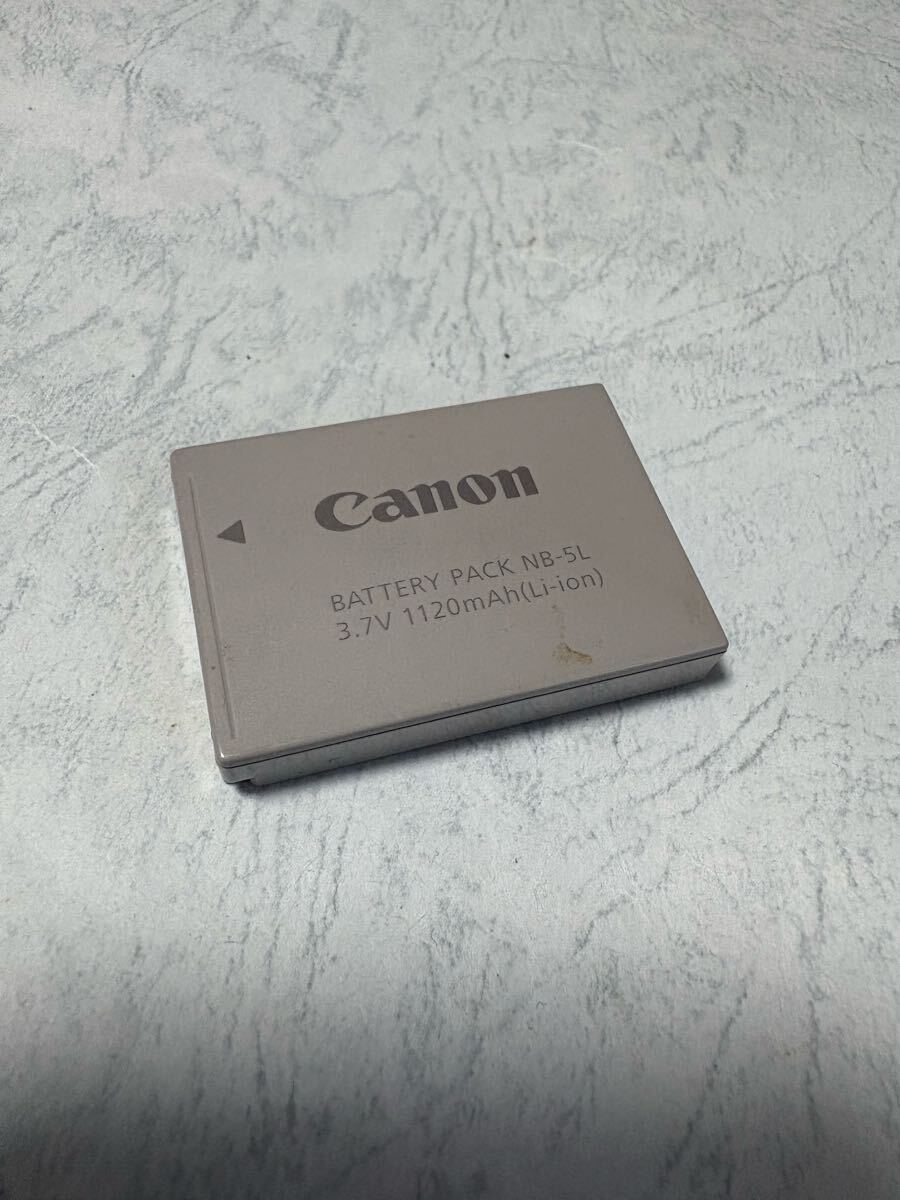 Canon
BATTERY PACK NB-5L
3.7V 1120mAh(Li-ion)